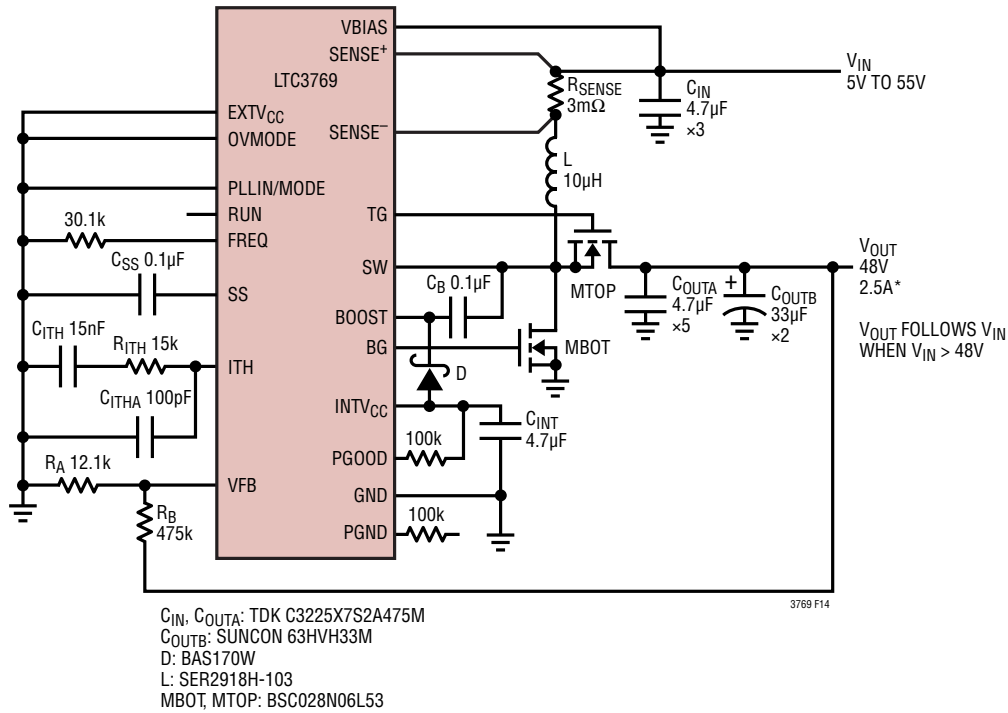 VBIAS
SENSE+
LTC3769
RSENSE
3mΩ
CIN
4.7µF
×3
VIN
5V TO 55V
EXTVCC
OVMODE
SENSE–
L
10µH
PLLIN/MODE
RUN
TG
30.1k
FREQ
CSS 0.1µF
SS
SW
CB 0.1µF
MTOP
COUTA
4.7µF
×5
+
COUTB
33µF
×2
VOUT
48V
2.5A*
VOUT FOLLOWS VIN
WHEN VIN > 48V
BOOST
BG
MBOT
CITH 15nF
RITH 15k
ITH
D
CITHA 100pF
INTVCC
CINT
4.7µF
100k
PGOOD
RA 12.1k
VFB
GND
RB
475k
100k
PGND
3769 F14
CIN, COUTA: TDK C3225X7S2A475M
COUTB: SUNCON 63HVH33M
D: BAS170W
L: SER2918H-103
MBOT, MTOP: BSC028N06L53